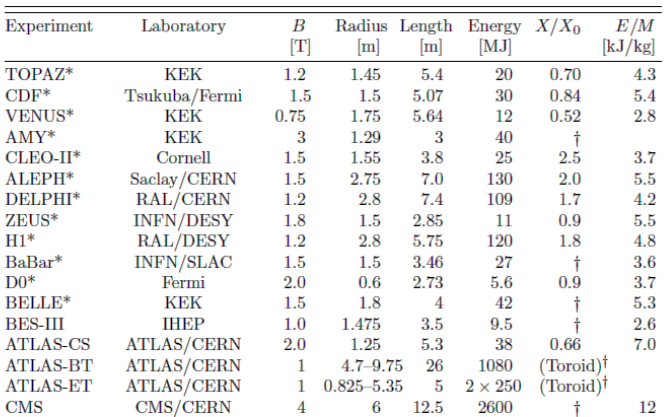 Experiment Laboratory B Radius Length Energy X/X₀ E/M
[T] [m] [m] [MJ] [kJ/kg]
TOPAZ* KEK 1.2 1.45 5.4 20 0.70 4.3
CDF* Tsukuba/Fermi 1.5 1.5 5.07 30 0.84 5.4
VENUS* KEK 0.75 1.75 5.64 12 0.52 2.8
AMY* KEK 3 1.29 3 40 †
CLEO-II* Cornell 1.5 1.55 3.8 25 2.5 3.7
ALEPH* Saclay/CERN 1.5 2.75 7.0 130 2.0 5.5
DELPHI* RAL/CERN 1.2 2.8 7.4 109 1.7 4.2
ZEUS* INFN/DESY 1.8 1.5 2.85 11 0.9 5.5
H1* RAL/DESY 1.2 2.8 5.75 120 1.8 4.8
BaBar* INFN/SLAC 1.5 1.5 3.46 27 † 3.6
D0* Fermi 2.0 0.6 2.73 5.6 0.9 3.7
BELLE* KEK 1.5 1.8 4 42 † 5.3
BES-III IHEP 1.0 1.475 3.5 9.5 † 2.6
ATLAS-CS ATLAS/CERN 2.0 1.25 5.3 38 0.66 7.0
ATLAS-BT ATLAS/CERN 1 4.7–9.75 26 1080 (Toroid)†
ATLAS-ET ATLAS/CERN 1 0.825–5.35 5 2 × 250 (Toroid)†
CMS CMS/CERN 4 6 12.5 2600 † 12